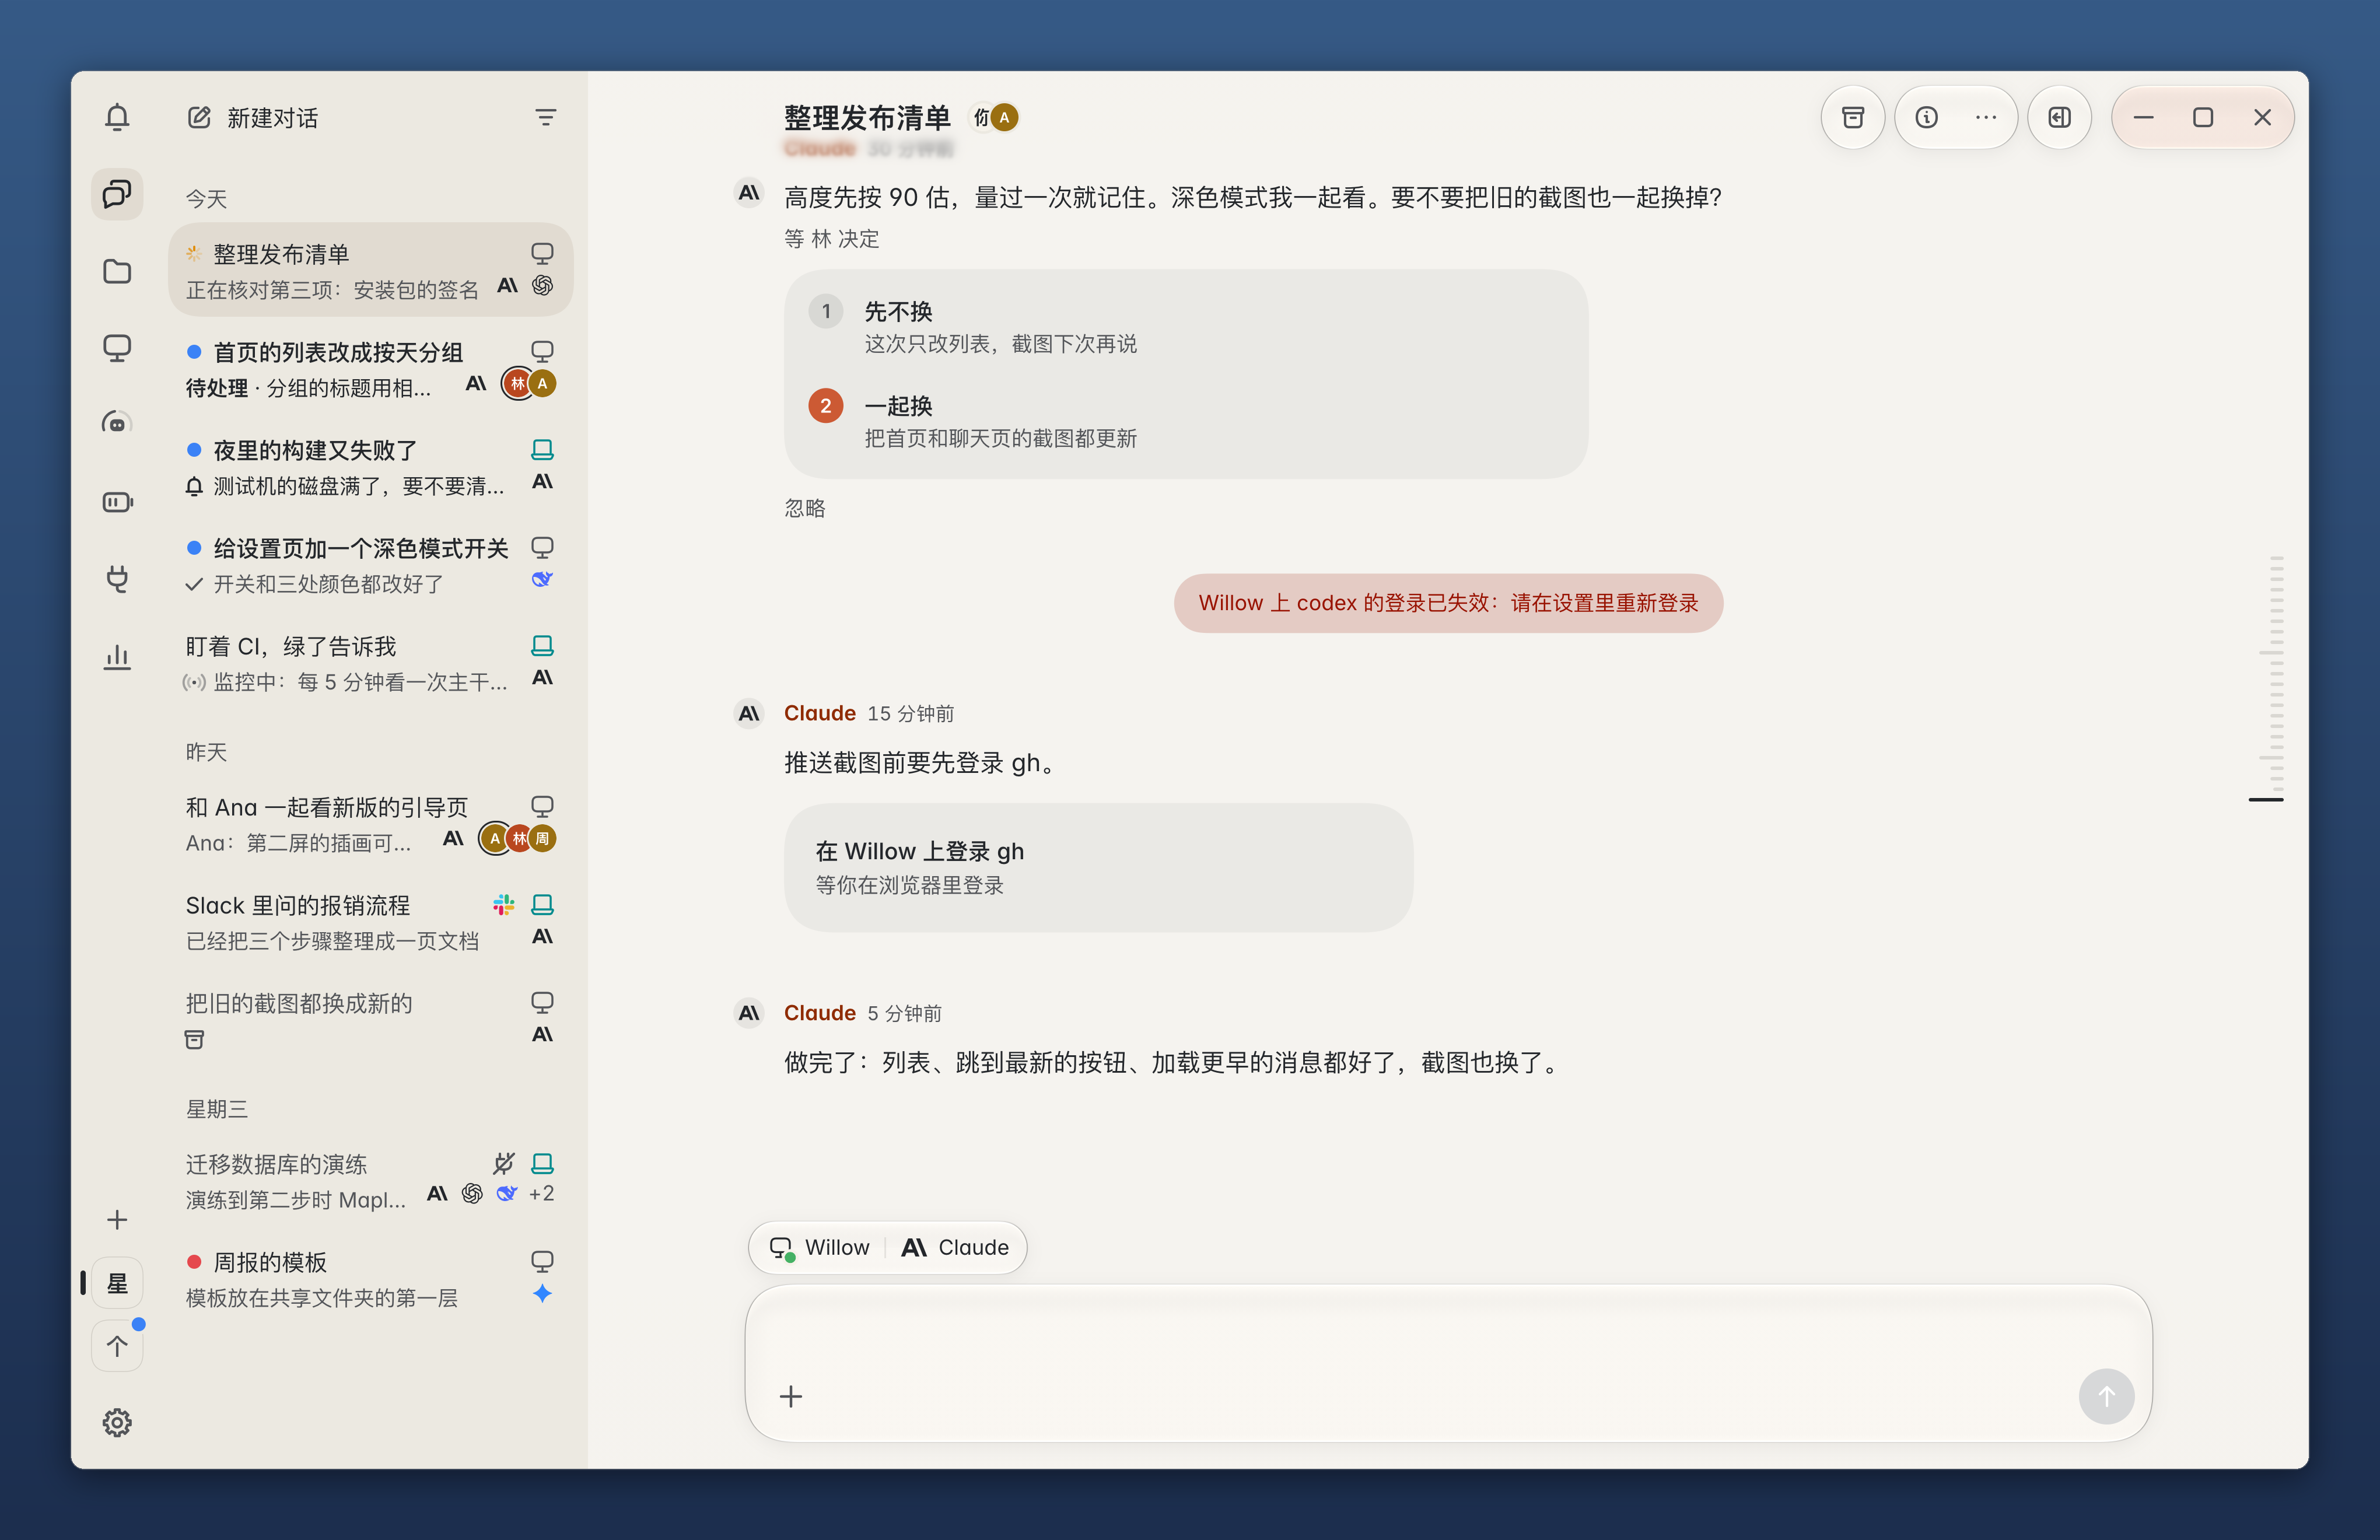 新建对话
今天
整理发布清单
正在核对第三项：安装包的签名
首页的列表改成按天分组
待处理 · 分组的标题用相...
林 A
夜里的构建又失败了
测试机的磁盘满了，要不要清...
给设置页加一个深色模式开关
开关和三处颜色都改好了
盯着 CI，绿了告诉我
监控中：每 5 分钟看一次主干...
昨天
和 Ana 一起看新版的引导页
Ana：第二屏的插画可...
A 林 周
Slack 里问的报销流程
已经把三个步骤整理成一页文档
把旧的截图都换成新的
星期三
迁移数据库的演练
演练到第二步时 Mapl...
+2
周报的模板
模板放在共享文件夹的第一层
星
个
整理发布清单
A
Claude 30 分钟前
高度先按 90 估，量过一次就记住。深色模式我一起看。要不要把旧的截图也一起换掉？
等 林 决定
1 先不换
这次只改列表，截图下次再说
2 一起换
把首页和聊天页的截图都更新
忽略
Willow 上 codex 的登录已失效：请在设置里重新登录
Claude 15 分钟前
推送截图前要先登录 gh。
在 Willow 上登录 gh
等你在浏览器里登录
Claude 5 分钟前
做完了：列表、跳到最新的按钮、加载更早的消息都好了，截图也换了。
Willow
Claude